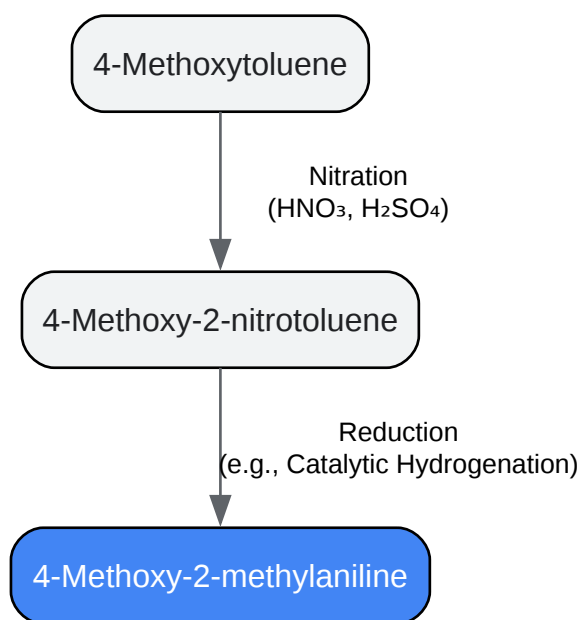 4-Methoxytoluene
Nitration
(HNO₃, H₂SO₄)
4-Methoxy-2-nitrotoluene
Reduction
(e.g., Catalytic Hydrogenation)
4-Methoxy-2-methylaniline